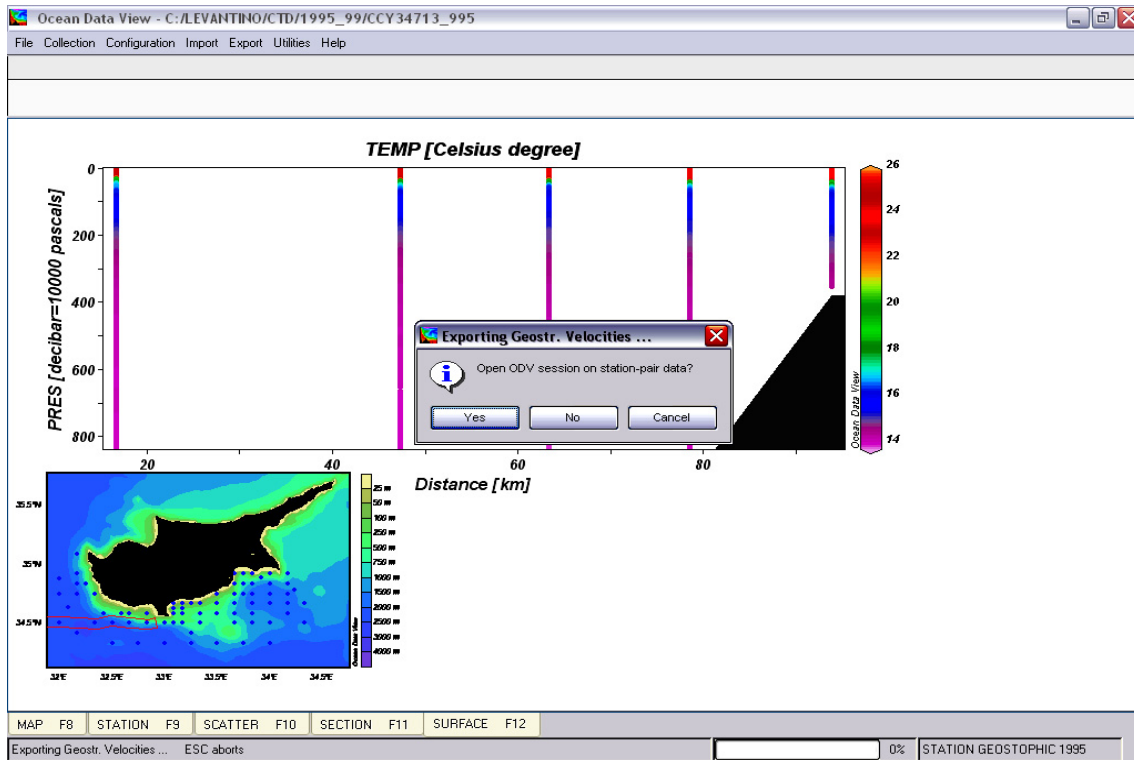 Ocean Data View - C:/LEVANTINO/CTD/1995_99/CCY34713_995
File Collection Configuration Import Export Utilities Help
TEMP [Celsius degree]
PRES [decibar=10000 pascals]
0
200
400
600
800
20
40
60
80
Distance [km]
26
24
22
20
18
16
14
Ocean Data View
Exporting Geostr. Velocities ...
Open ODV session on station-pair data?
Yes No Cancel
35.5°N
35°N
34.5°N
32°E 32.5°E 33°E 33.5°E 34°E 34.5°E
25 m
50 m
100 m
250 m
500 m
750 m
1000 m
1500 m
2000 m
2500 m
3000 m
4000 m
Ocean Data View
MAP F8 STATION F9 SCATTER F10 SECTION F11 SURFACE F12
Exporting Geostr. Velocities ... ESC aborts 0% STATION GEOSTOPHIC 1995